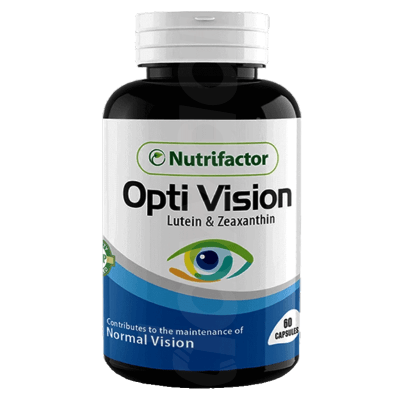 Nutrifactor
Opti Vision
Lutein & Zeaxanthin
Contributes to the maintenance of
Normal Vision
60
CAPSULES